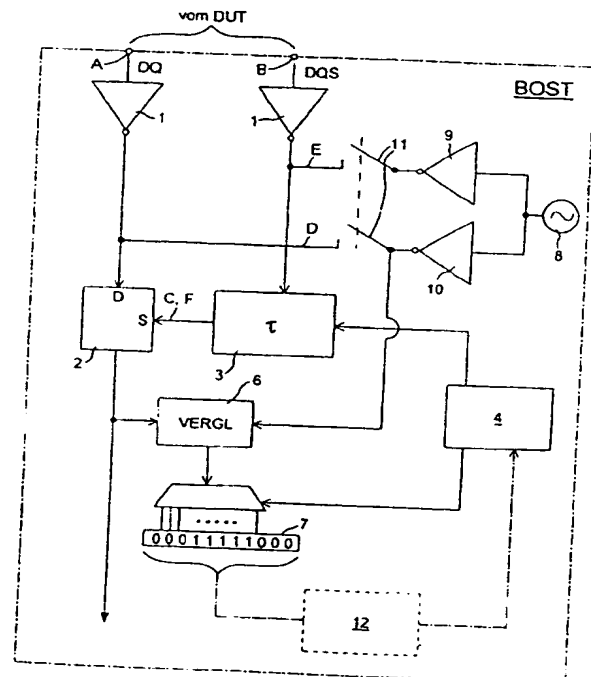 vom DUT
A
DQ
B
DQS
BOST
1
1
E
11
9
D
10
8
D
C, F
S
τ
2
3
6
4
VERGL
.....
7
000111111000
12